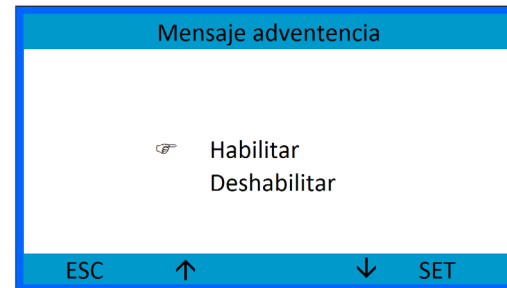 Mensaje adventencia
☞ Habilitar
Deshabilitar
ESC ↑ ↓ SET